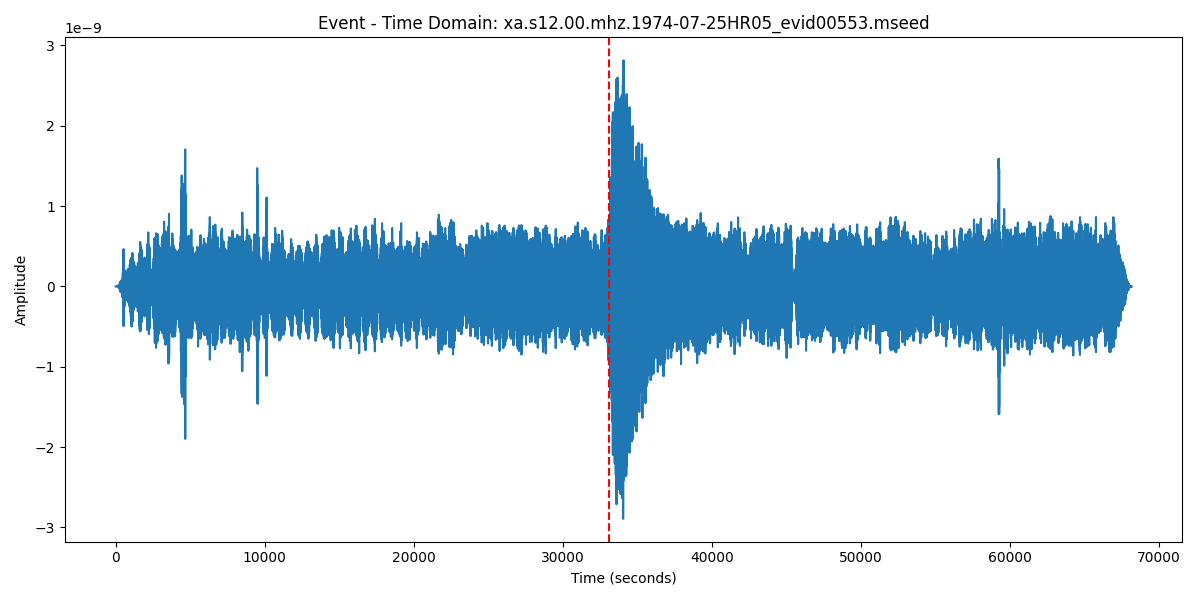 Event - Time Domain: xa.s12.00.mhz.1974-07-25HR05_evid00553.mseed
1e−9
3
2
1
0
−1
−2
−3
Amplitude
0 10000 20000 30000 40000 50000 60000 70000
Time (seconds)